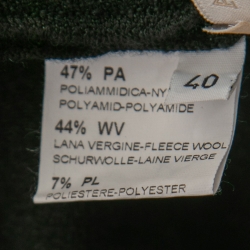 47% PA
40
POLIAMMIDICA-NY
POLYAMID-POLYAMIDE
44% WV
LANA VERGINE-FLEECE WOOL
SCHURWOLLE-LAINE VIERGE
7% PL
POLIESTERE-POLYESTER